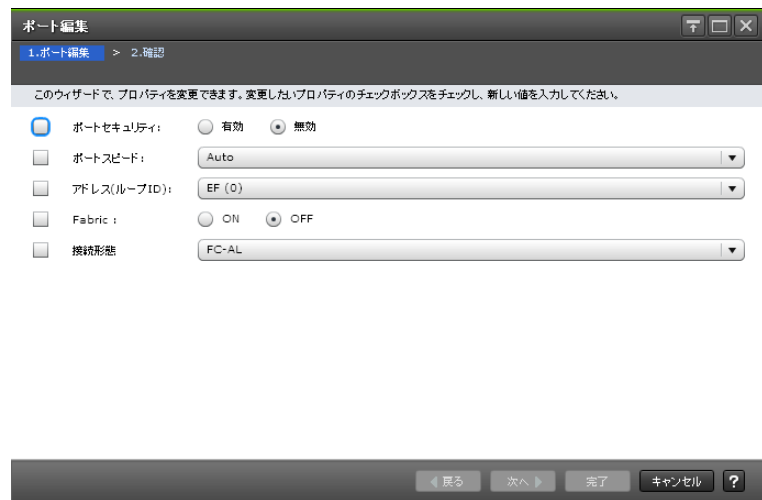 ポート編集
1.ポート編集 > 2.確認
このウィザードで、プロパティを変更できます。変更したいプロパティのチェックボックスをチェックし、新しい値を入力してください。
ポートセキュリティ: 有効 無効
ポートスピード: Auto
アドレス(ループID): EF (0)
Fabric : ON OFF
接続形態 FC-AL
戻る 次へ 完了 キャンセル ?